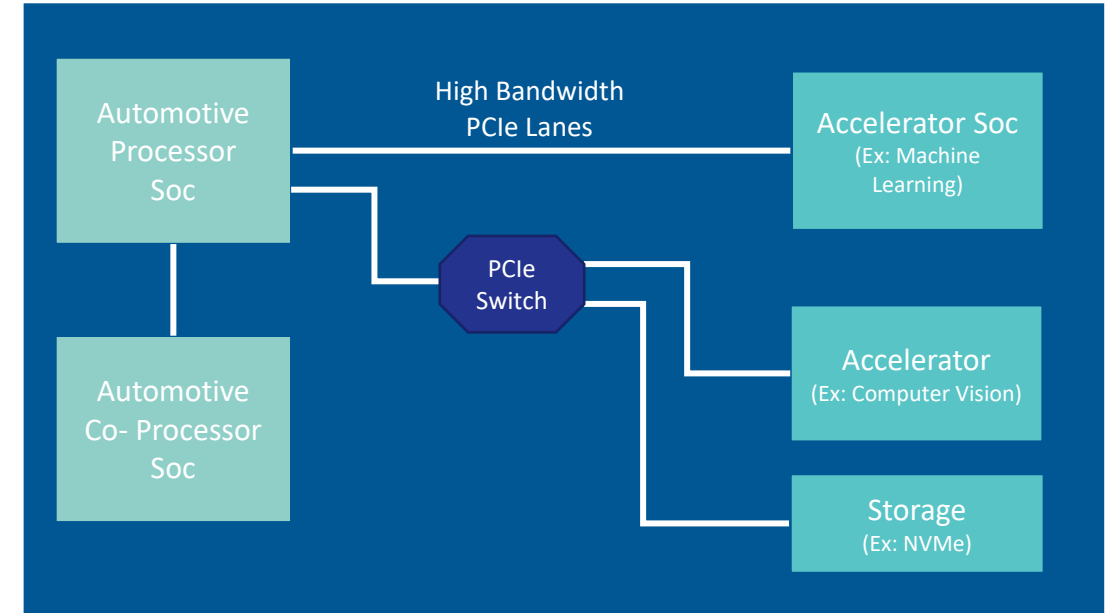 Automotive
Processor
Soc
High Bandwidth
PCIe Lanes
Accelerator Soc
(Ex: Machine
Learning)
PCIe
Switch
Accelerator
(Ex: Computer Vision)
Automotive
Co- Processor
Soc
Storage
(Ex: NVMe)